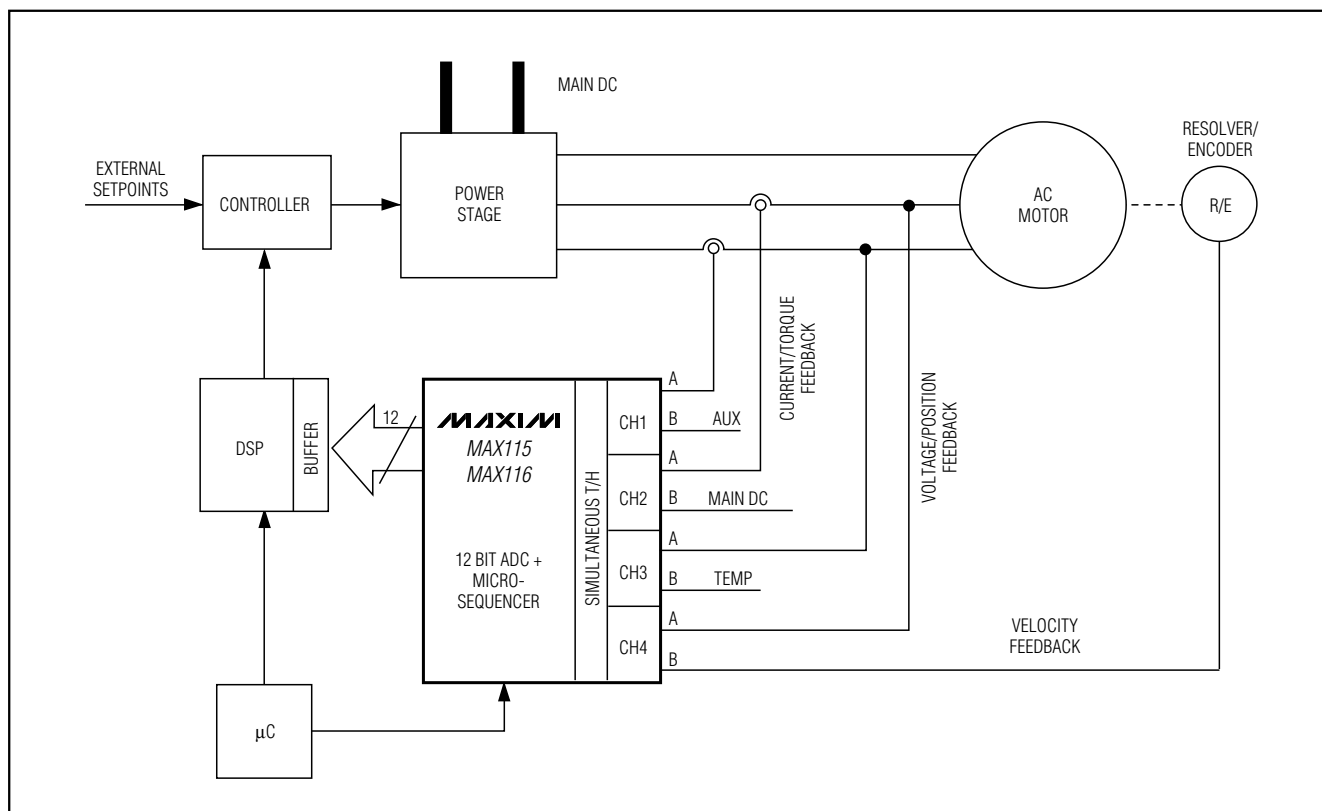 MAIN DC
EXTERNAL
SETPOINTS
CONTROLLER
POWER
STAGE
AC
MOTOR
RESOLVER/
ENCODER
R/E
CURRENT/TORQUE
FEEDBACK
VOLTAGE/POSITION
FEEDBACK
DSP
BUFFER
12
MAXIM
MAX115
MAX116
12 BIT ADC +
MICRO-
SEQUENCER
SIMULTANEOUS T/H
CH1
A
B
AUX
CH2
A
B
MAIN DC
CH3
A
B
TEMP
CH4
A
B
VELOCITY
FEEDBACK
µC